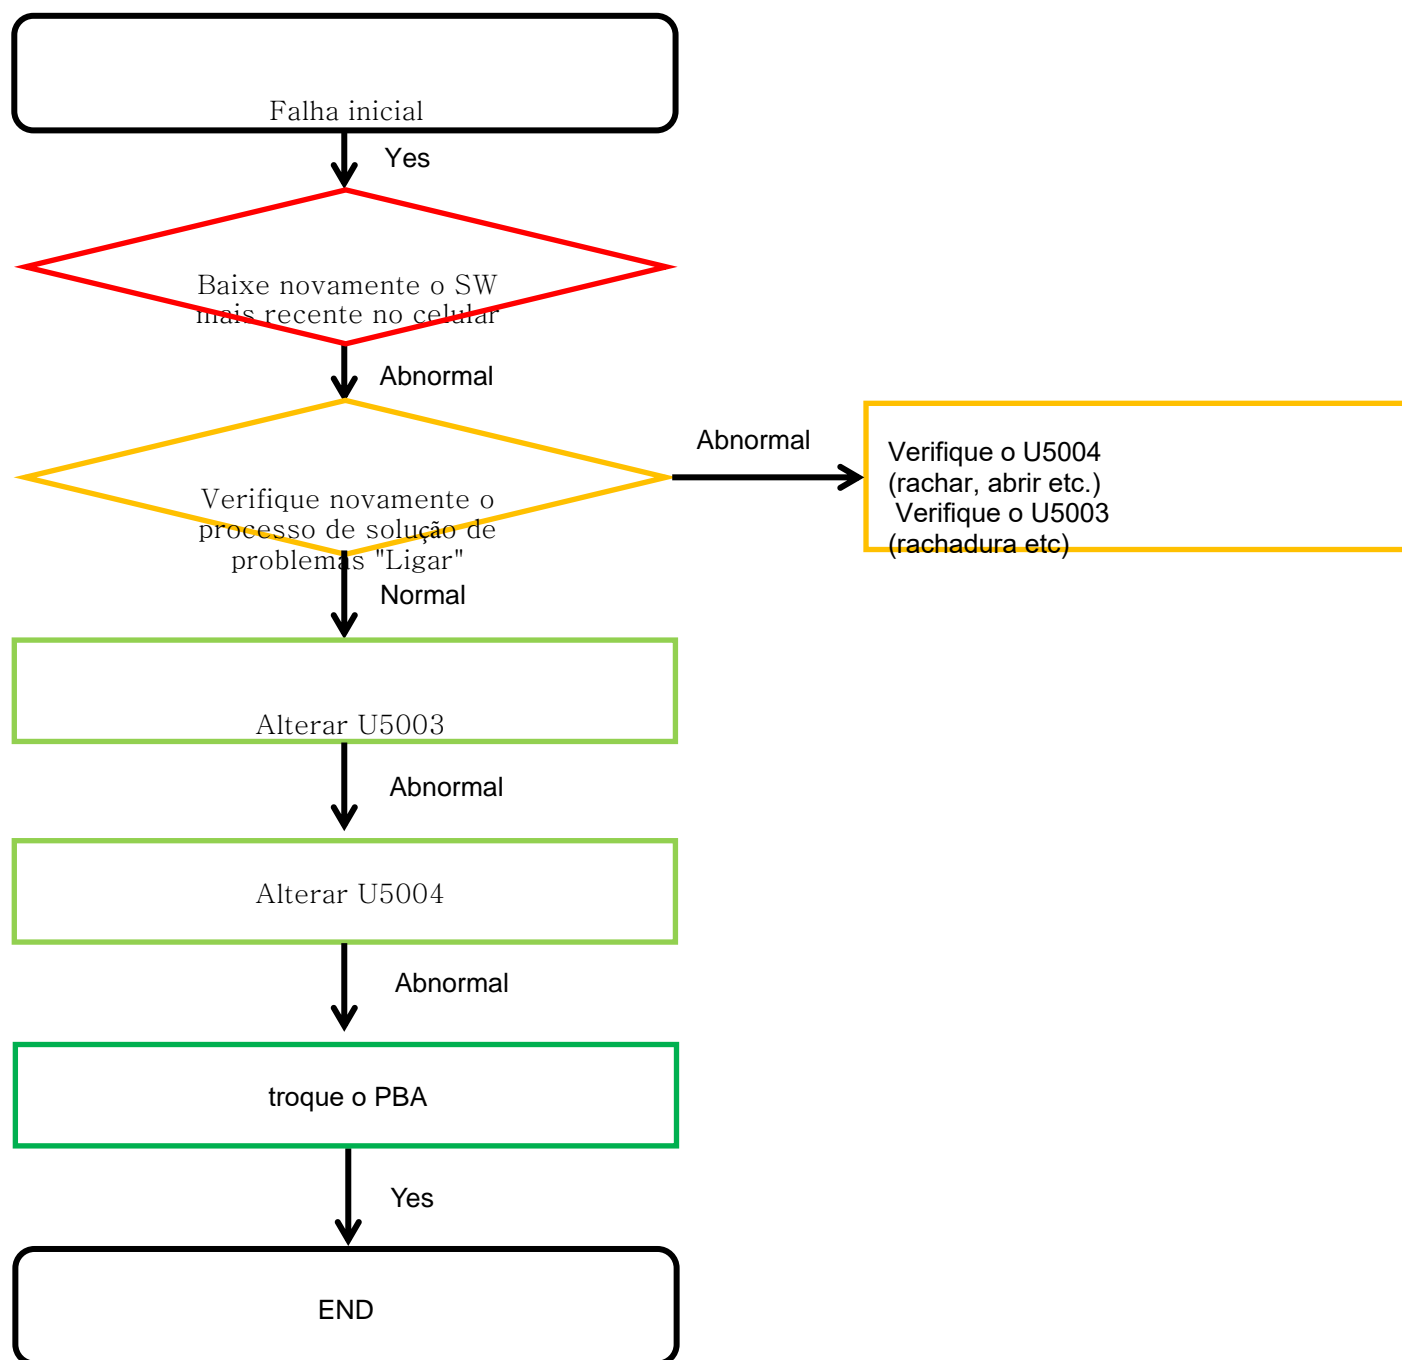 Falha inicial
Yes
Baixe novamente o SW
mais recente no celular
Abnormal
Abnormal
Verifique o U5004
(rachar, abrir etc.)
Verifique o U5003
(rachadura etc)
Verifique novamente o
processo de solução de
problemas "Ligar"
Normal
Alterar U5003
Abnormal
Alterar U5004
Abnormal
troque o PBA
Yes
END